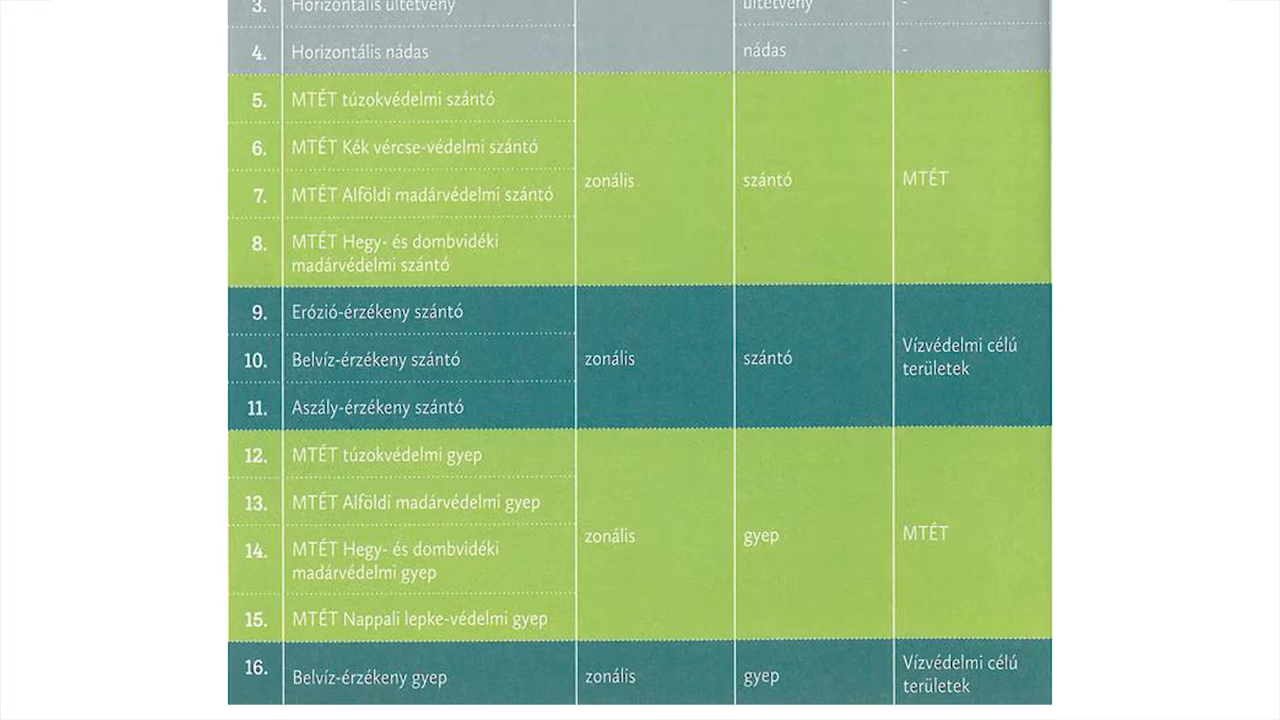 3. Horizontális ültetvény ültetvény -
4. Horizontális nádas nádas -
5. MTÉT túzokvédelmi szántó
6. MTÉT Kék vércse-védelmi szántó
7. MTÉT Alföldi madárvédelmi szántó
zonális szántó MTÉT
8. MTÉT Hegy- és dombvidéki
madárvédelmi szántó
9. Erózió-érzékeny szántó
10. Belvíz-érzékeny szántó
zonális szántó Vízvédelmi célú
területek
11. Aszály-érzékeny szántó
12. MTÉT túzokvédelmi gyep
13. MTÉT Alföldi madárvédelmi gyep
zonális gyep MTÉT
14. MTÉT Hegy- és dombvidéki
madárvédelmi gyep
15. MTÉT Nappali lepke-védelmi gyep
16. Belvíz-érzékeny gyep zonális gyep Vízvédelmi célú
területek